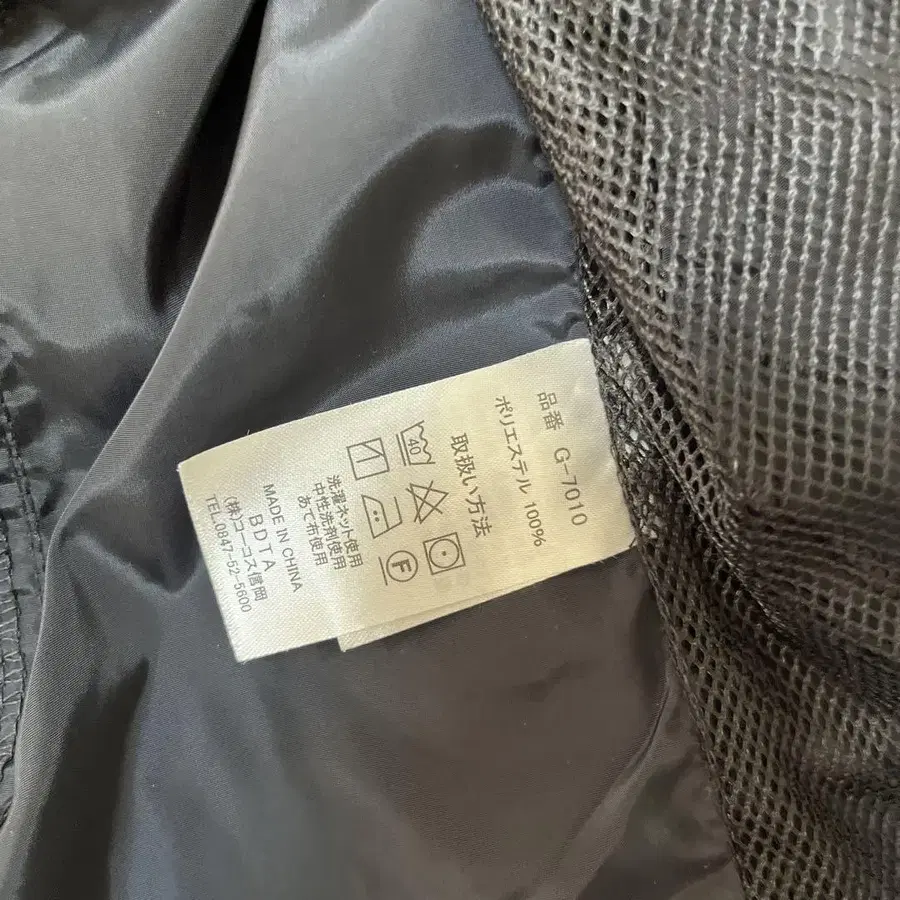 品番 G-7010
ポリエステル 100%
取扱い方法
40
F
洗濯ネット使用
中性洗剤使用
あて布使用
MADE IN CHINA
BDTA
(株)コーコス信岡
TEL.0847-52-5600